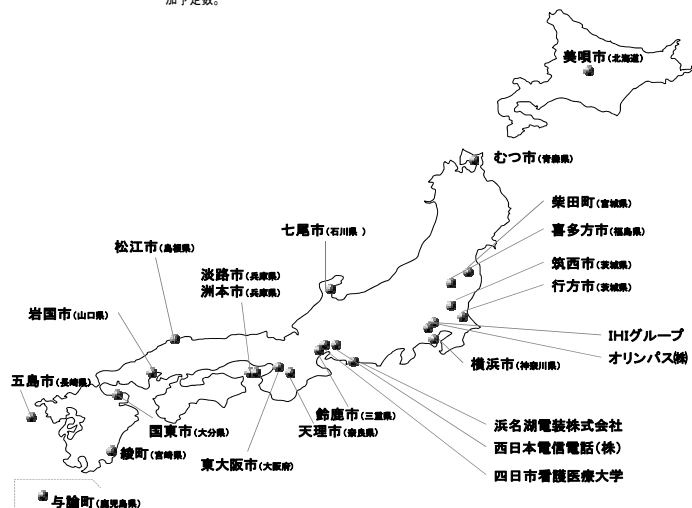 加予定数。
美唄市(北海道)
むつ市(青森県)
柴田町(宮城県)
喜多方市(福島県)
七尾市(石川県 )
松江市(島根県)
筑西市(茨城県)
淡路市(兵庫県)
洲本市(兵庫県)
行方市(茨城県)
岩国市(山口県)
IHIグループ
オリンパス㈱
横浜市(神奈川県)
五島市(長崎県)
鈴鹿市(三重県)
浜名湖電装株式会社
天理市(奈良県)
国東市(大分県)
西日本電信電話(株)
東大阪市(大阪府)
綾町(宮崎県)
四日市看護医療大学
与論町(鹿児島県)